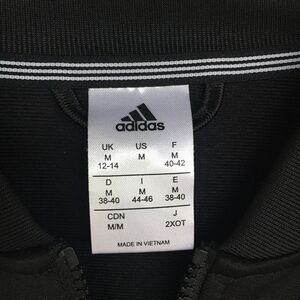 adidas
UK US F
M M M
12-14 40-42
D I E
M M M
38-40 44-46 38-40
CDN J
M/M 2XOT
MADE IN VIETNAM